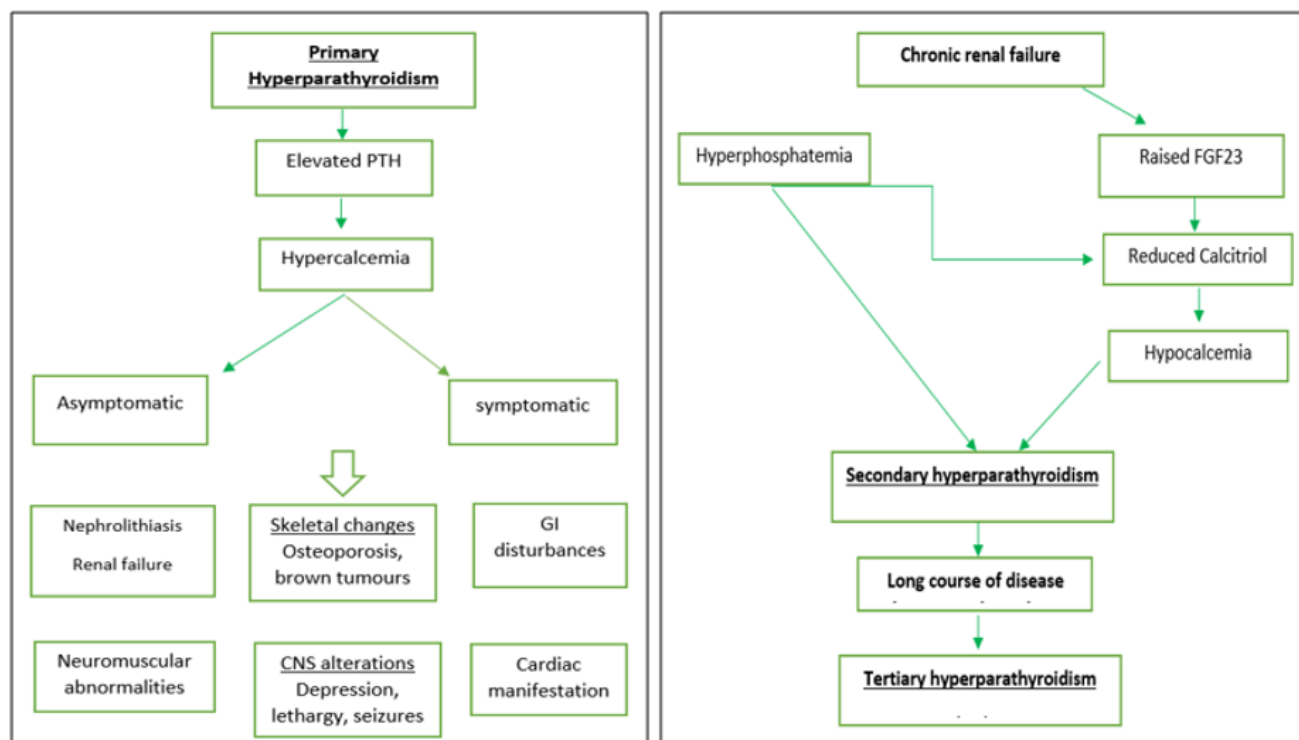 Primary
Hyperparathyroidism
Elevated PTH
Hypercalcemia
Asymptomatic
symptomatic
Nephrolithiasis
Renal failure
Skeletal changes
Osteoporosis,
brown tumours
GI
disturbances
Neuromuscular
abnormalities
CNS alterations
Depression,
lethargy, seizures
Cardiac
manifestation
Chronic renal failure
Hyperphosphatemia
Raised FGF23
Reduced Calcitriol
Hypocalcemia
Secondary hyperparathyroidism
Long course of disease
Tertiary hyperparathyroidism